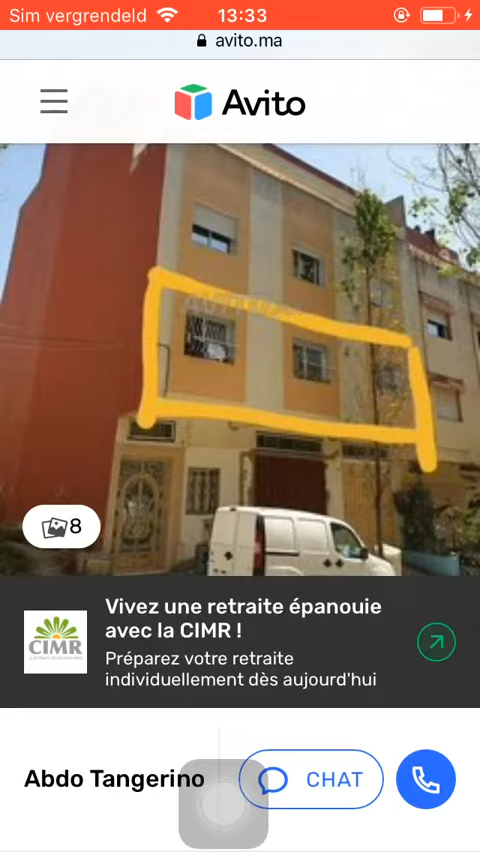 Sim vergrendeld
13:33
avito.ma
Avito
8
CIMR
Vivez une retraite épanouie
avec la CIMR !
Préparez votre retraite
individuellement dès aujourd'hui
Abdo Tangerino
CHAT